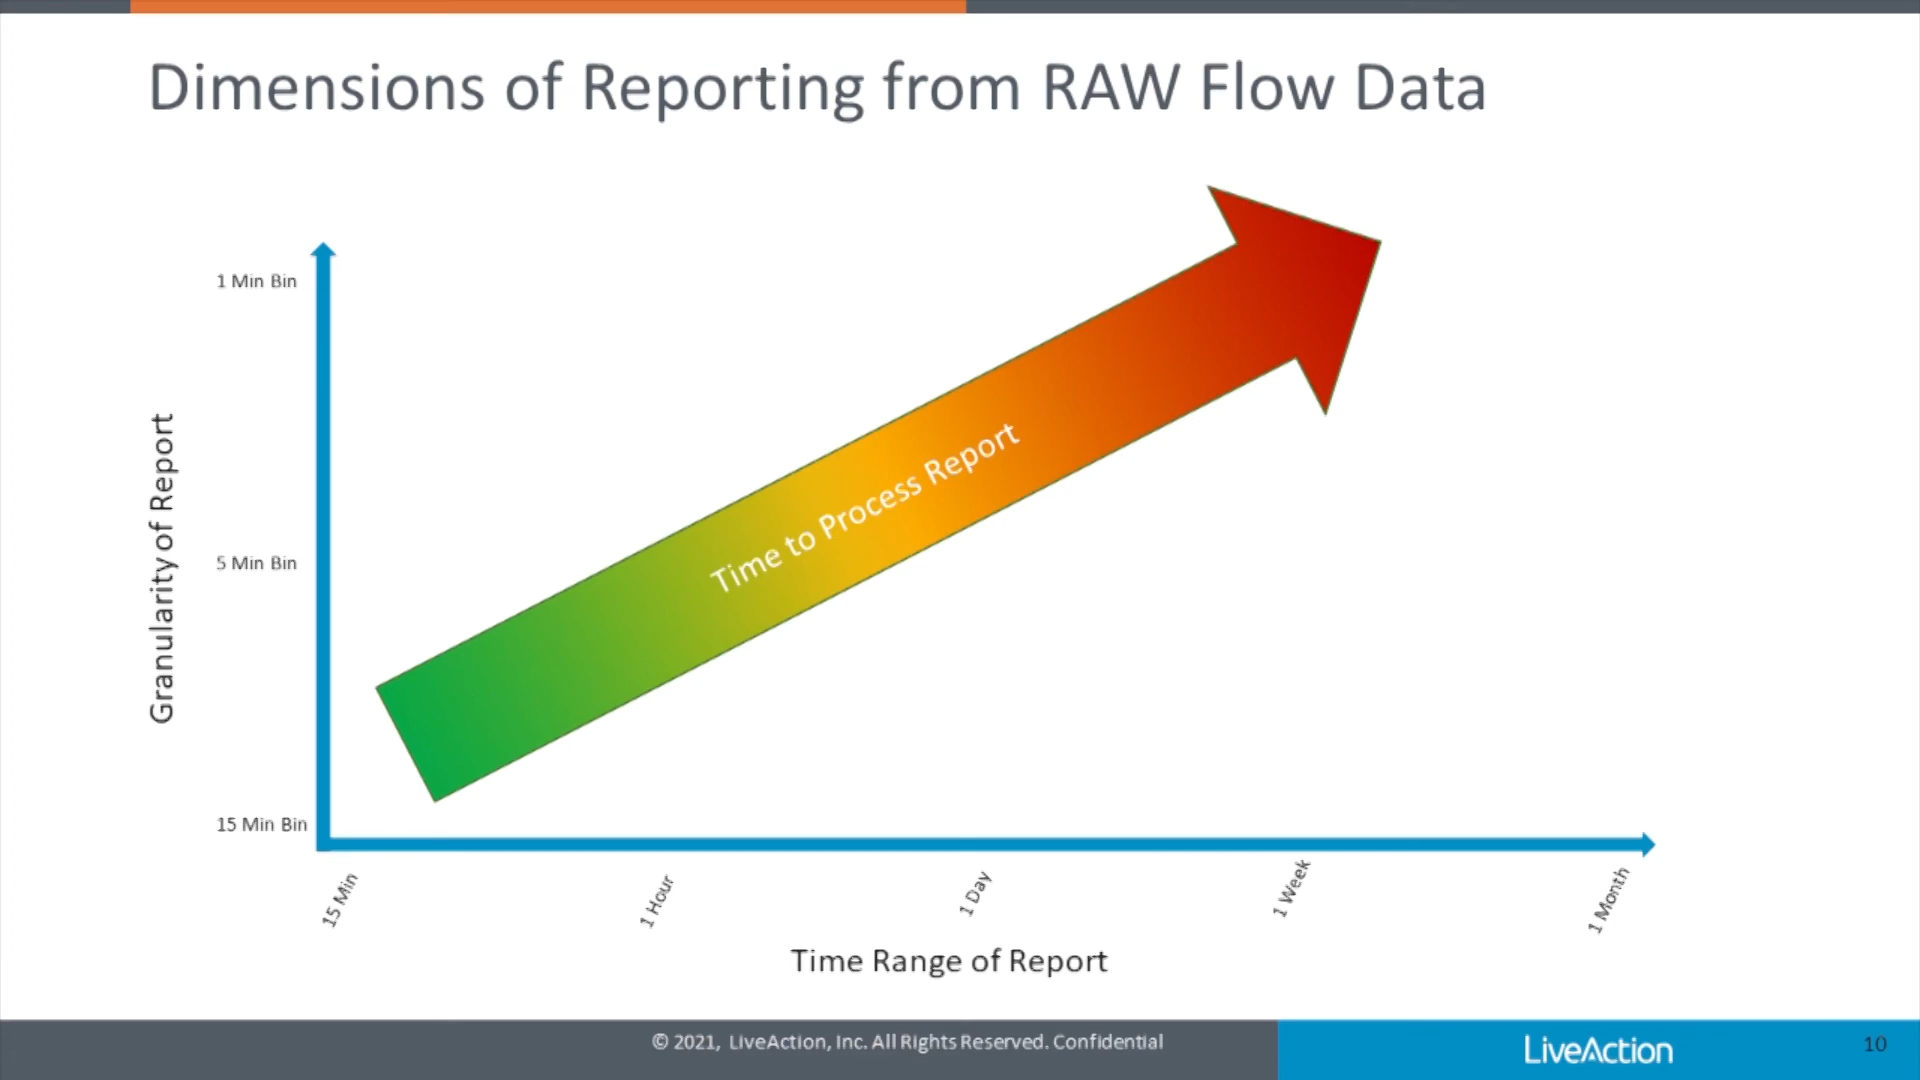 Dimensions of Reporting from RAW Flow Data
1 Min Bin
5 Min Bin
15 Min Bin
Granularity of Report
Time to Process Report
15 Min
1 Hour
1 Day
1 Week
1 Month
Time Range of Report
© 2021, LiveAction, Inc. All Rights Reserved. Confidential
LiveAction
10